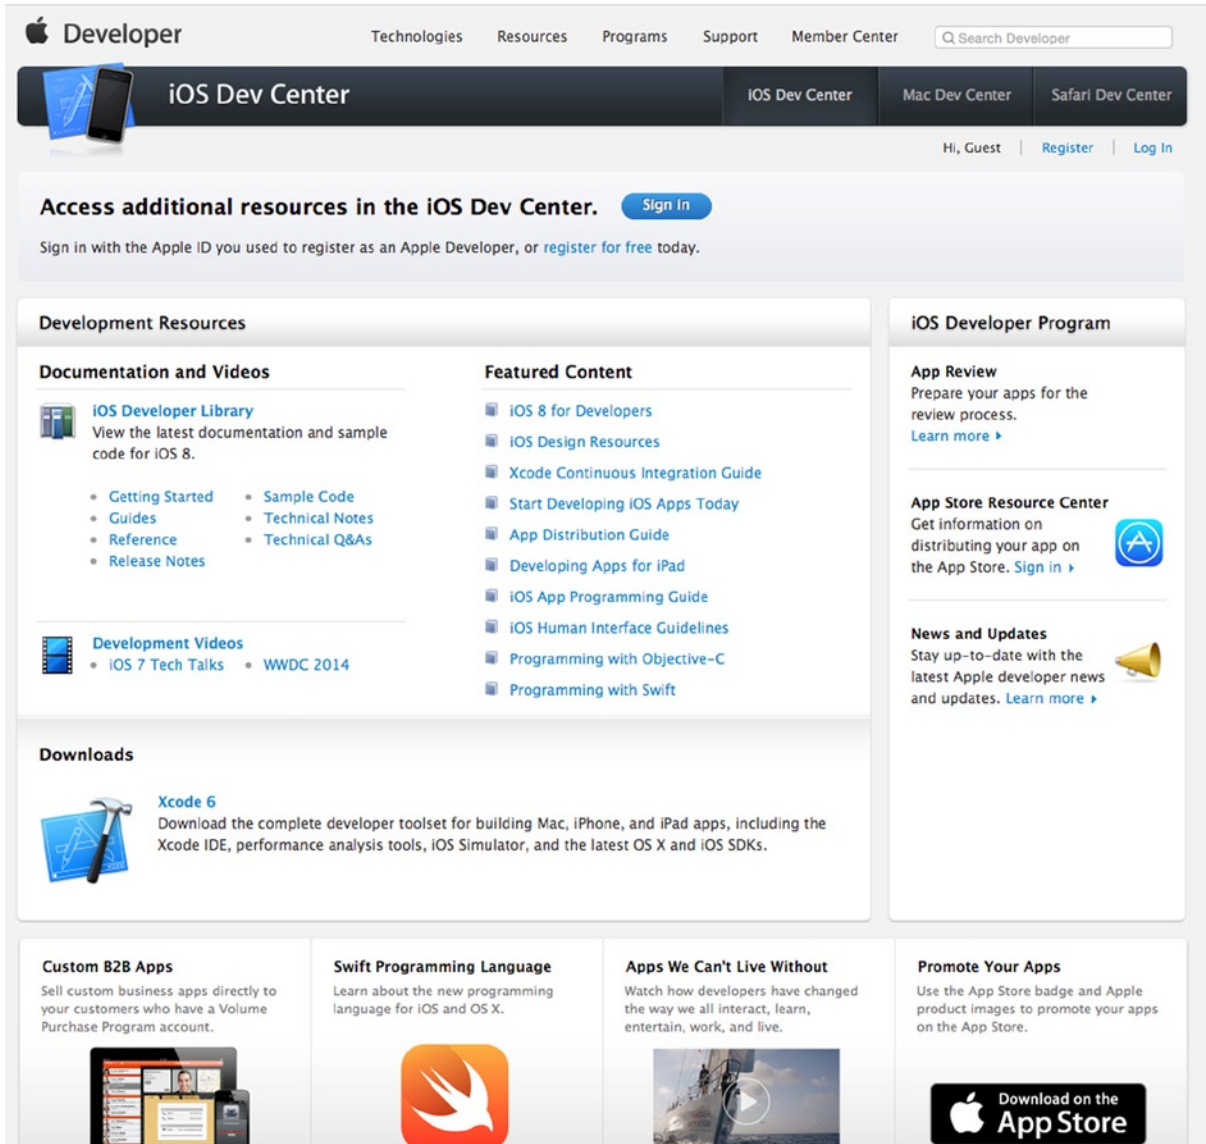 Developer
Technologies
Resources
Programs
Support
Member Center
Search Developer
iOS Dev Center
iOS Dev Center
Mac Dev Center
Safari Dev Center
Hi, Guest
Register
Log In
Access additional resources in the iOS Dev Center.
Sign in
Sign in with the Apple ID you used to register as an Apple Developer, or register for free today.
Development Resources
Documentation and Videos
iOS Developer Library
View the latest documentation and sample
code for iOS 8.
Getting Started
Guides
Reference
Release Notes
Sample Code
Technical Notes
Technical Q&As
Development Videos
iOS 7 Tech Talks
WWDC 2014
Featured Content
iOS 8 for Developers
iOS Design Resources
Xcode Continuous Integration Guide
Start Developing iOS Apps Today
App Distribution Guide
Developing Apps for iPad
iOS App Programming Guide
iOS Human Interface Guidelines
Programming with Objective-C
Programming with Swift
Downloads
Xcode 6
Download the complete developer toolset for building Mac, iPhone, and iPad apps, including the
Xcode IDE, performance analysis tools, iOS Simulator, and the latest OS X and iOS SDKs.
iOS Developer Program
App Review
Prepare your apps for the
review process.
Learn more
App Store Resource Center
Get information on
distributing your app on
the App Store. Sign in
News and Updates
Stay up-to-date with the
latest Apple developer news
and updates. Learn more
Custom B2B Apps
Sell custom business apps directly to
your customers who have a Volume
Purchase Program account.
Swift Programming Language
Learn about the new programming
language for iOS and OS X.
Apps We Can't Live Without
Watch how developers have changed
the way we all interact, learn,
entertain, work, and live.
Promote Your Apps
Use the App Store badge and Apple
product images to promote your apps
on the App Store.
Download on the
App Store